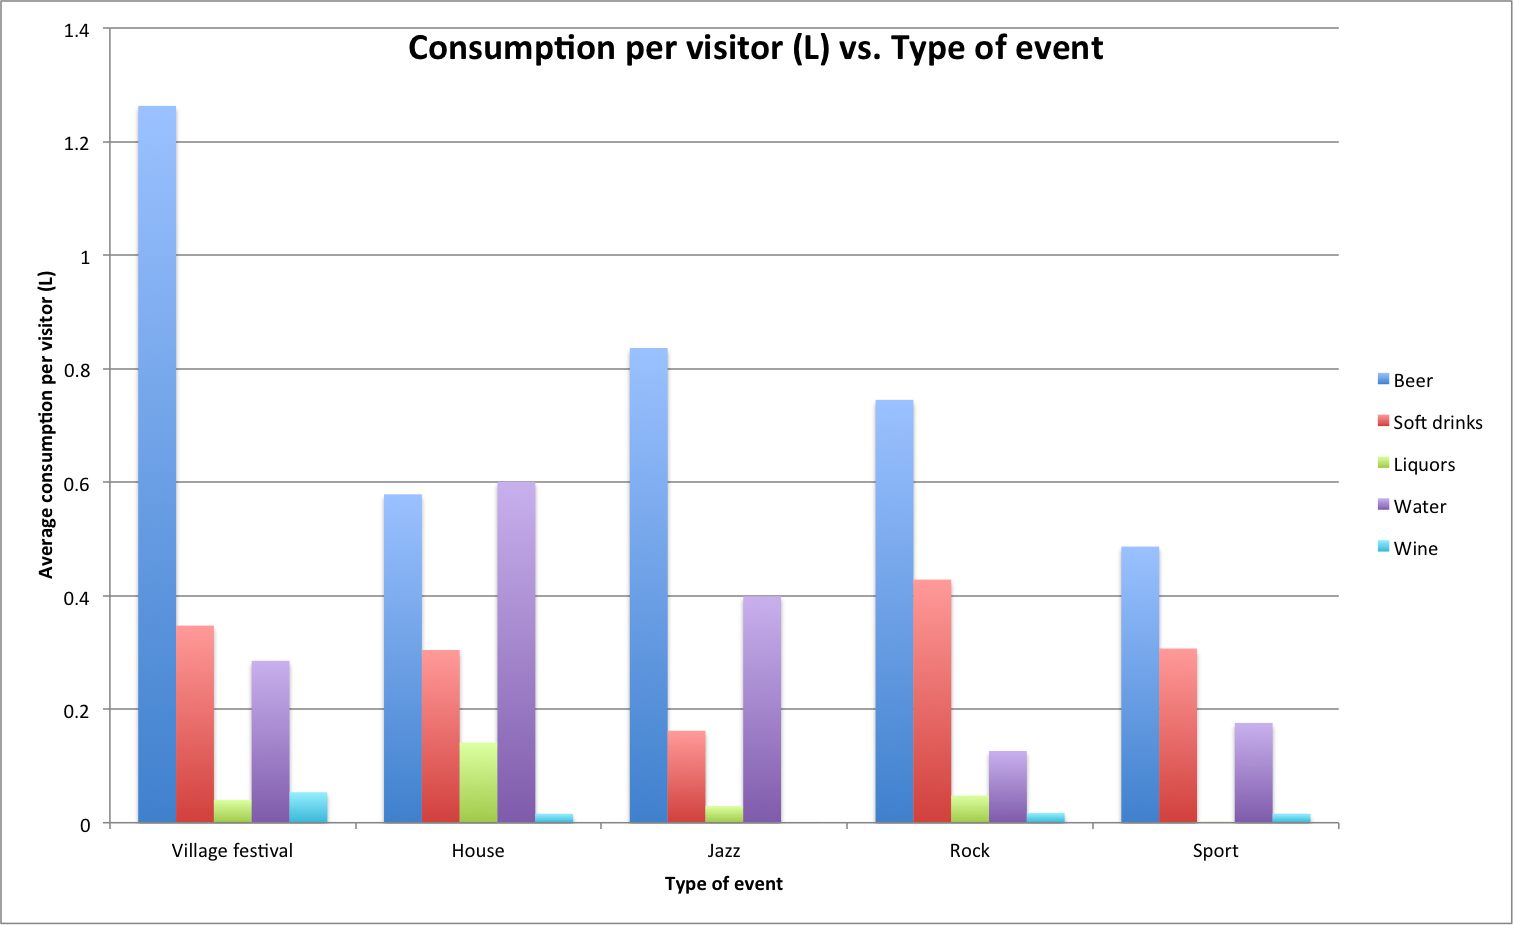 Consumption per visitor (L) vs. Type of event
1.4
1.2
1
0.8
0.6
0.4
0.2
0
Average consumption per visitor (L)
Village festival
House
Jazz
Rock
Sport
Type of event
Beer
Soft drinks
Liquors
Water
Wine